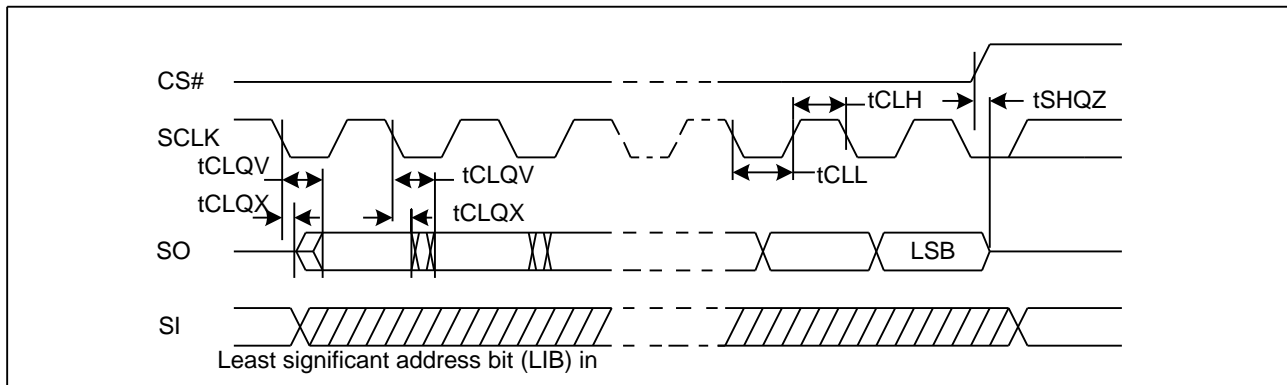 CS#
tCLH
tSHQZ
SCLK
tCLQV
tCLQV
tCLL
tCLQX
tCLQX
SO
LSB
SI
Least significant address bit (LIB) in